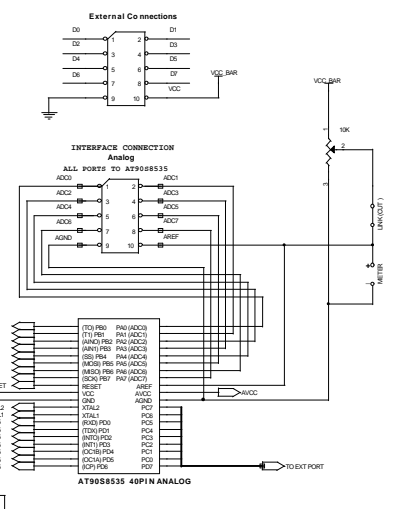 External Connections
D0 1 2 D1
D2 3 4 D3
D4 5 6 D5
D6 7 8 D7
9 10 VCC
VCC_BAR
VCC_BAR
1
10K
2
3
LINK (CUT )
+
METER
-
INTERFACE CONNECTION
Analog
ALL PORTS TO AT90S8535
ADC0 1 2 ADC1
ADC2 3 4 ADC3
ADC4 5 6 ADC5
ADC6 7 8 ADC7
AGND 9 10 AREF
(TO) PB0 PA0 (ADC0)
(T1) PB1 PA1 (ADC1)
(AIN0) PB2 PA2 (ADC2)
(AIN1) PB3 PA3 (ADC3)
(SS) PB4 PA4 (ADC4)
(MOSI) PB5 PA5 (ADC5)
(MISO) PB6 PA6 (ADC6)
(SCK) PB7 PA7 (ADC7)
RESET AREF
VCC AVCC
GND AGND
XTAL2 PC7
XTAL1 PC6
(RXD) PD0 PC5
(TDX) PD1 PC4
(INTO) PD2 PC3
(INT1) PD3 PC2
(OC1B) PD4 PC1
(OC1A) PD5 PC0
(ICP) PD6 PD7
AVCC
TO EXT PORT
AT90S8535 40PIN ANALOG